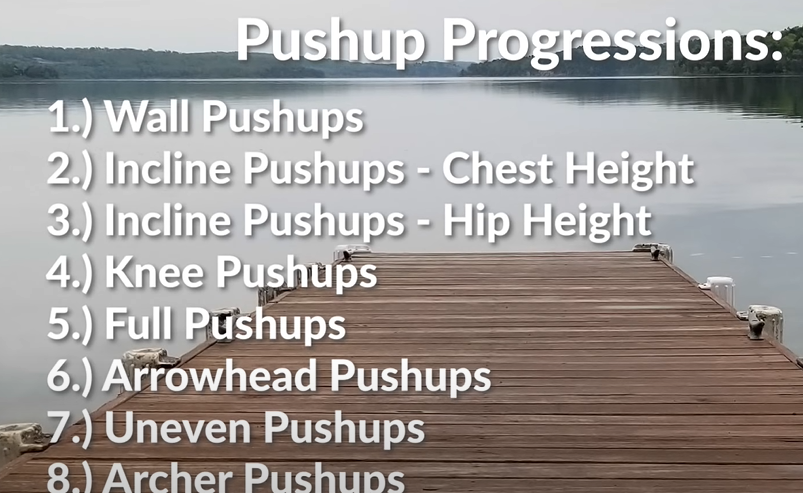 Pushup Progressions:
1.) Wall Pushups
2.) Incline Pushups - Chest Height
3.) Incline Pushups - Hip Height
4.) Knee Pushups
5.) Full Pushups
6.) Arrowhead Pushups
7.) Uneven Pushups
8.) Archer Pushups